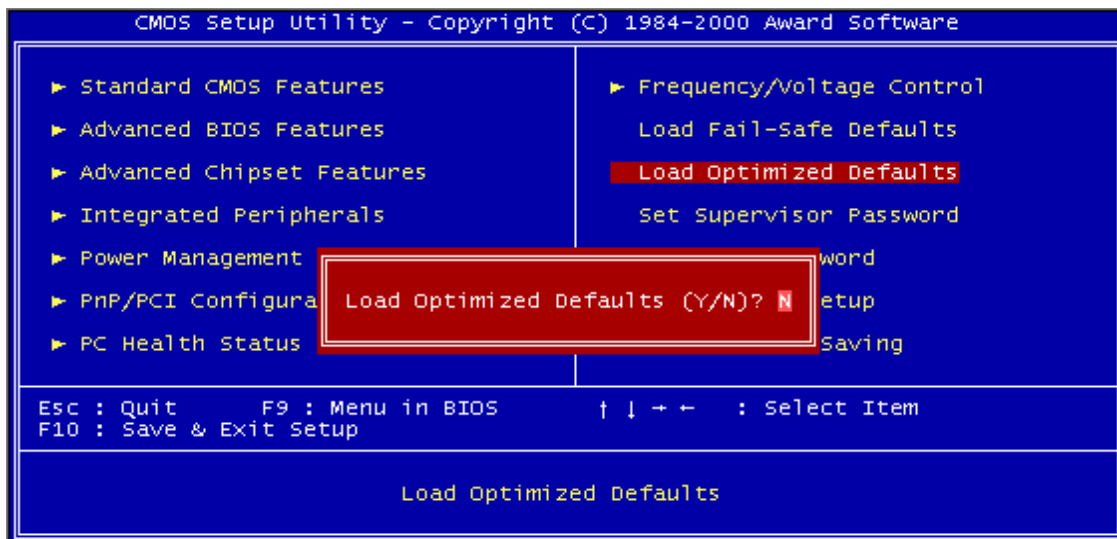 CMOS Setup Utility - Copyright (C) 1984-2000 Award Software
► Standard CMOS Features
► Advanced BIOS Features
► Advanced Chipset Features
► Integrated Peripherals
► Power Management
► PnP/PCI Configura
► PC Health Status
► Frequency/Voltage Control
Load Fail-Safe Defaults
Load Optimized Defaults
Set Supervisor Password
word
etup
Saving
Load Optimized Defaults (Y/N)? N
Esc : Quit F9 : Menu in BIOS ↑ ↓ → ← : Select Item
F10 : Save & Exit Setup
Load Optimized Defaults